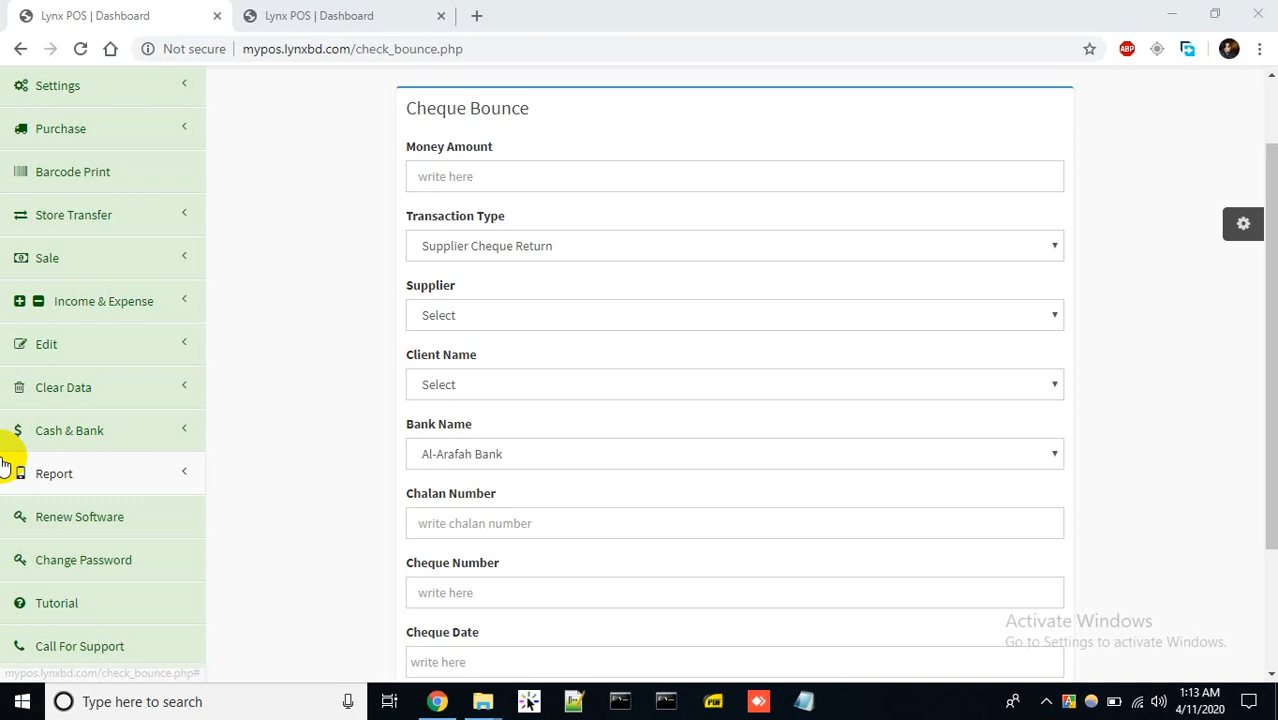 Lynx POS | Dashboard
Lynx POS | Dashboard
Not secure
mypos.lynxbd.com/check_bounce.php
ABP
Settings
Purchase
Barcode Print
Store Transfer
Sale
Income & Expense
Edit
Clear Data
Cash & Bank
Report
Renew Software
Change Password
Tutorial
Call For Support
mypos.lynxbd.com/check_bounce.php#
Cheque Bounce
Money Amount
write here
Transaction Type
Supplier Cheque Return
Supplier
Select
Client Name
Select
Bank Name
Al-Arafah Bank
Chalan Number
write chalan number
Cheque Number
write here
Cheque Date
write here
Activate Windows
Go to Settings to activate Windows.
Type here to search
PDF
1:13 AM
4/11/2020